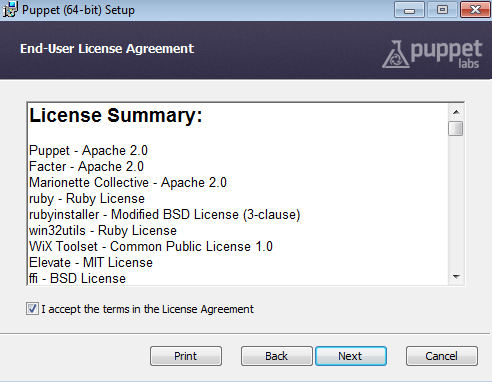 Puppet (64-bit) Setup
End-User License Agreement
puppet
labs
License Summary:
Puppet - Apache 2.0
Facter - Apache 2.0
Marionette Collective - Apache 2.0
ruby - Ruby License
rubyinstaller - Modified BSD License (3-clause)
win32utils - Ruby License
WiX Toolset - Common Public License 1.0
Elevate - MIT License
ffi - BSD License
I accept the terms in the License Agreement
Print Back Next Cancel